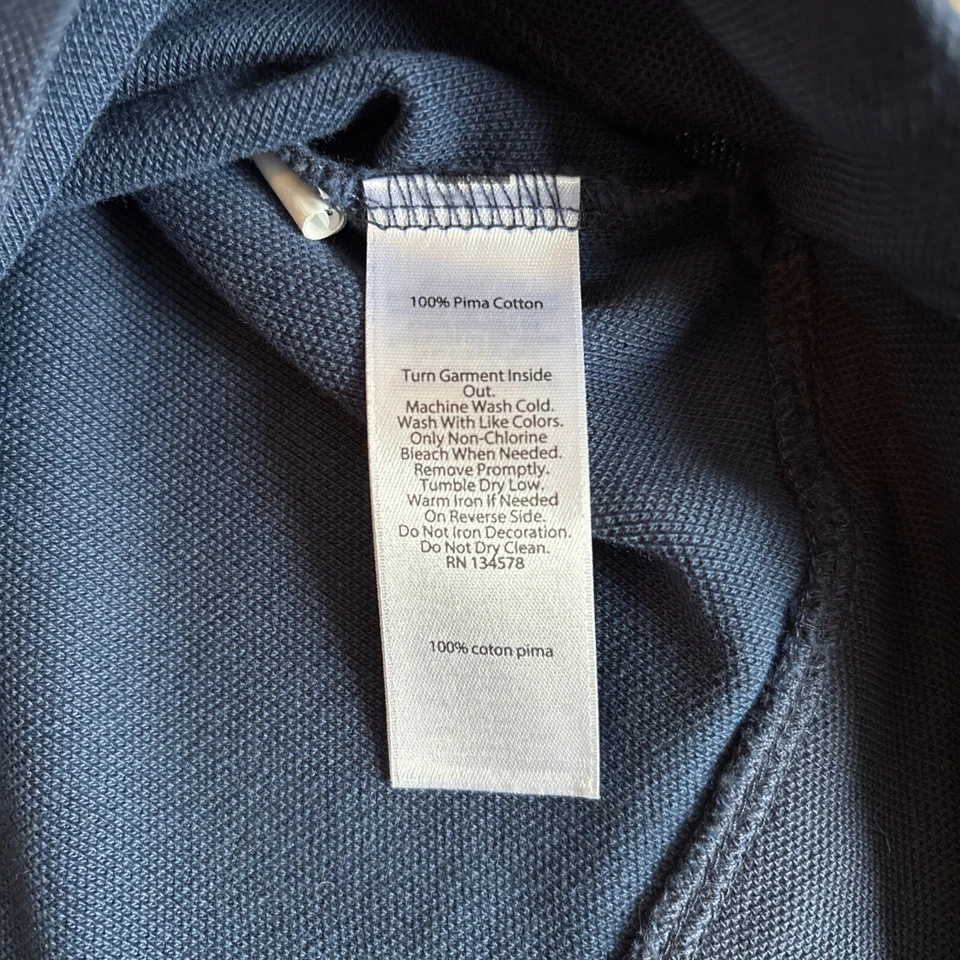 100% Pima Cotton
Turn Garment Inside
Out.
Machine Wash Cold.
Wash With Like Colors.
Only Non-Chlorine
Bleach When Needed.
Remove Promptly.
Tumble Dry Low.
Warm Iron If Needed
On Reverse Side.
Do Not Iron Decoration.
Do Not Dry Clean.
RN 134578
100% coton pima